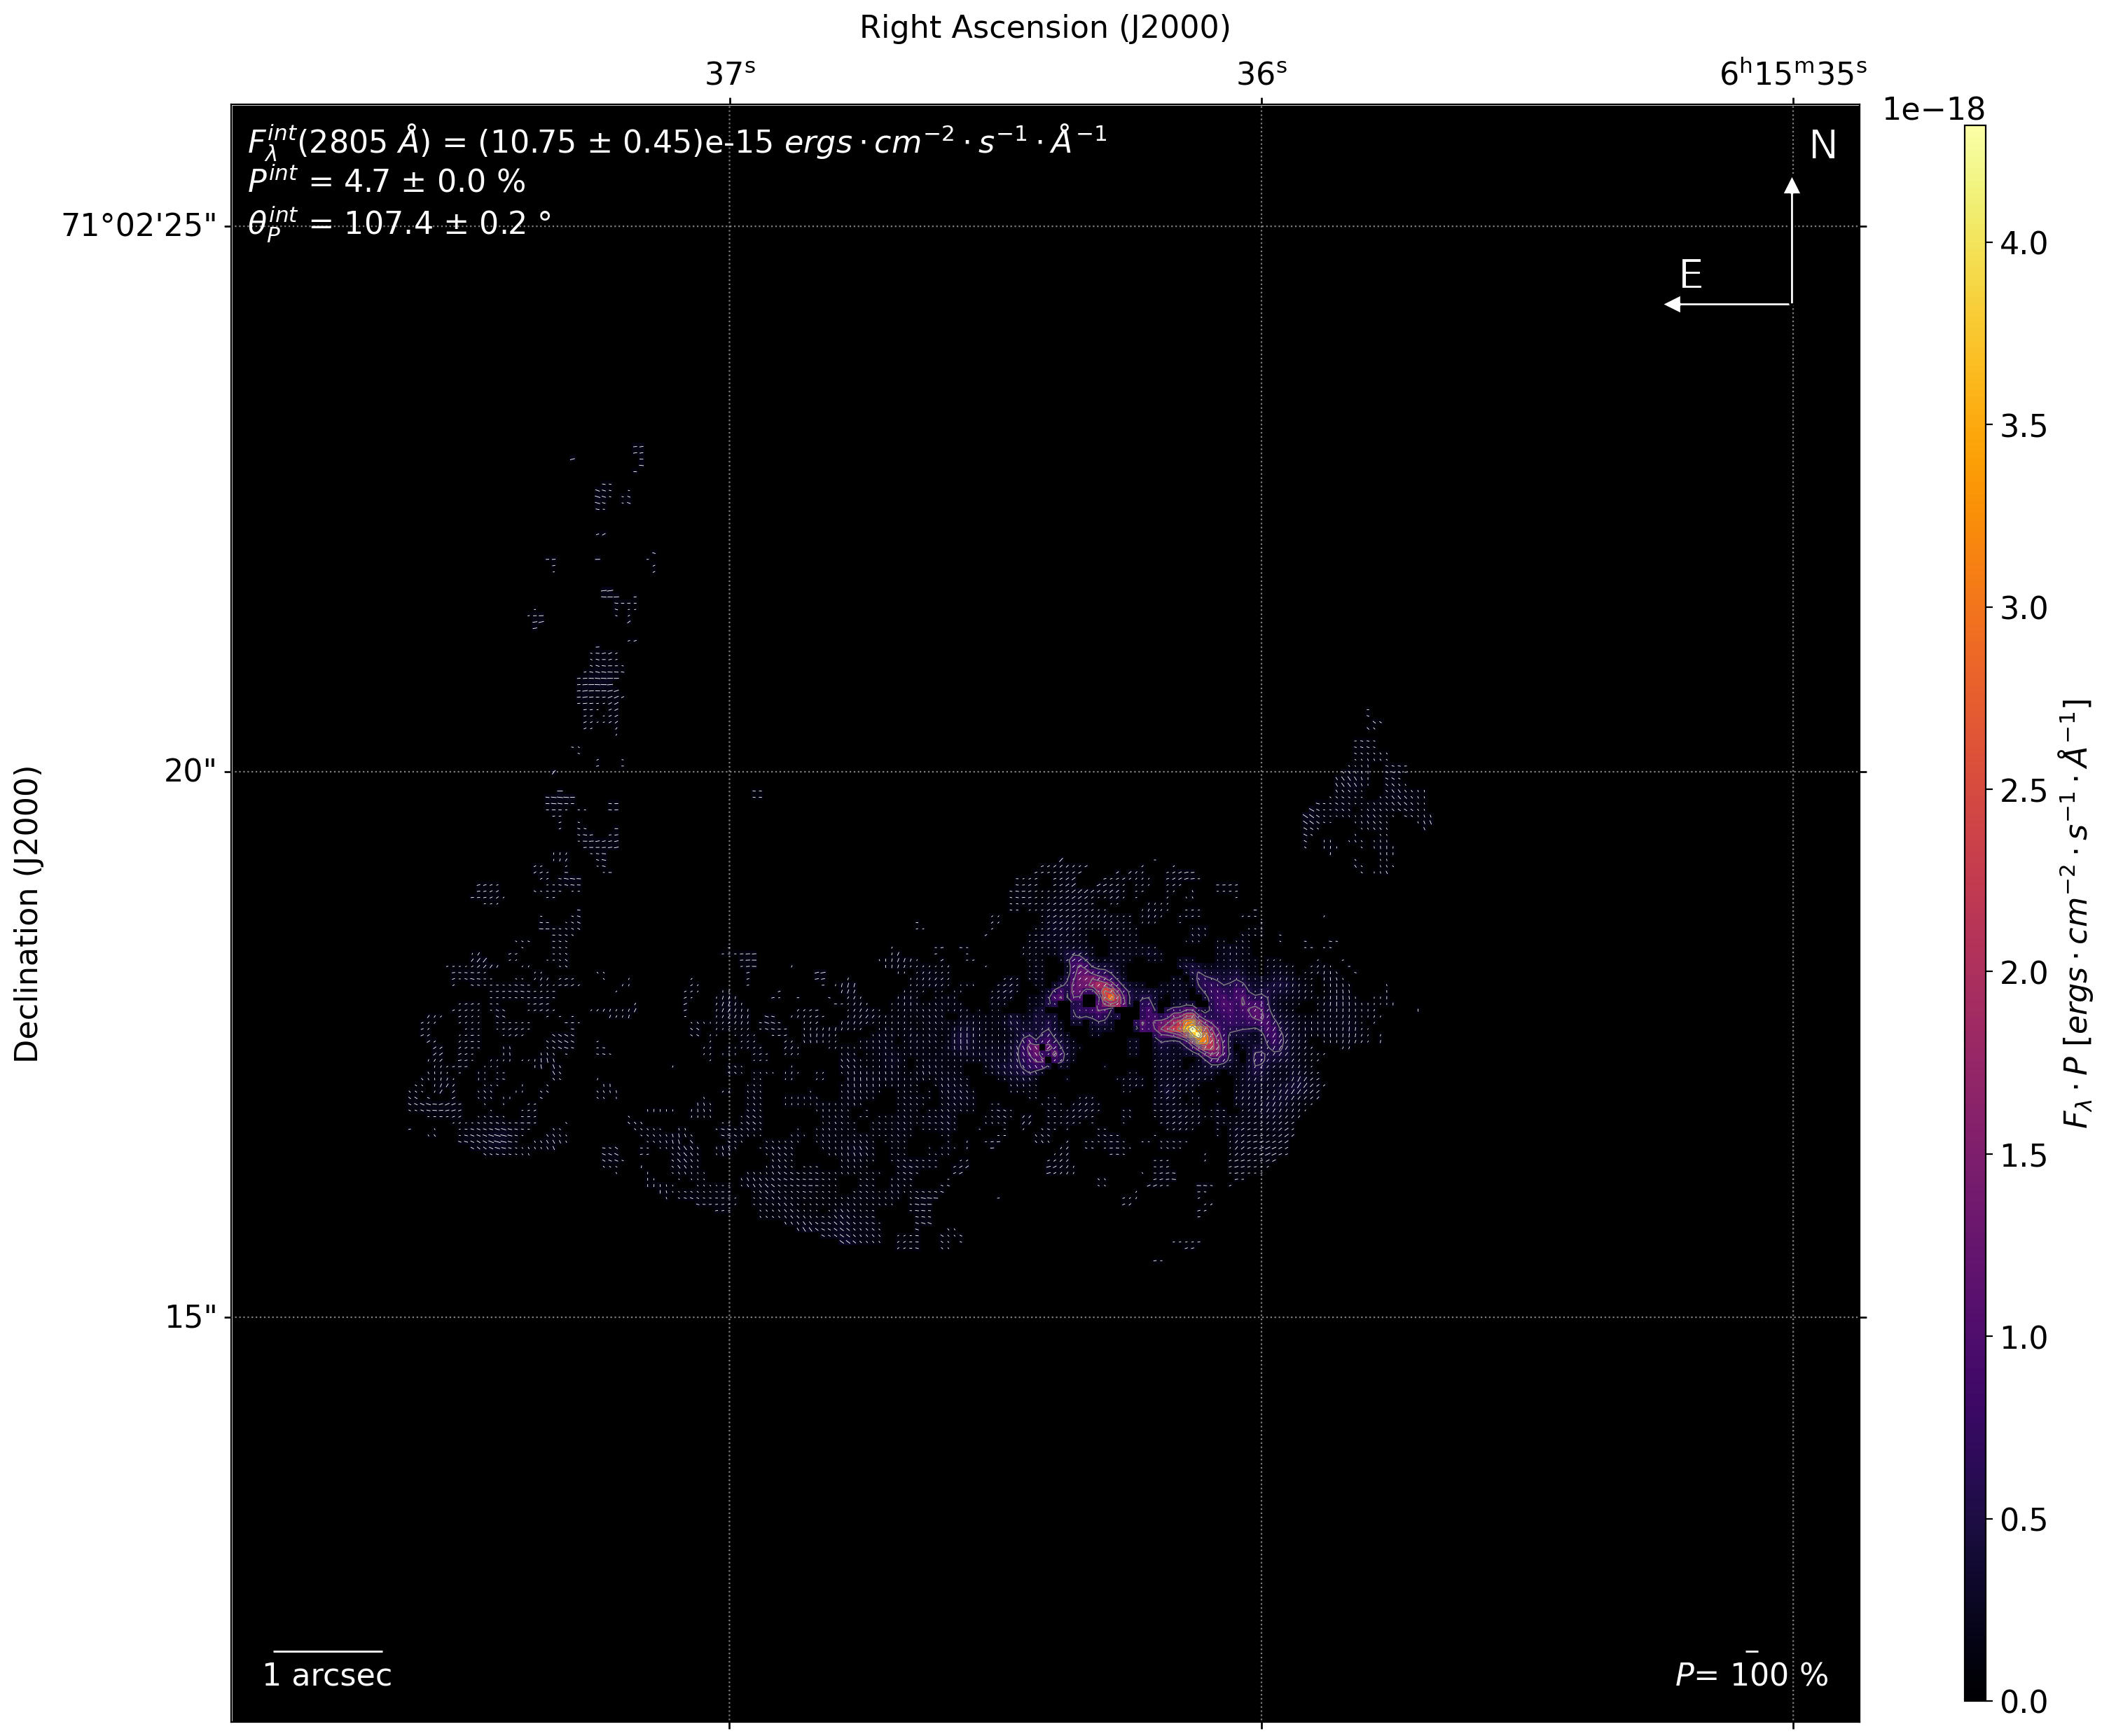 Right Ascension (J2000)
37ˢ 36ˢ 6ʰ15ᵐ35ˢ
1e−18
F_λ^int(2805 Å) = (10.75 ± 0.45)e-15 ergs · cm⁻² · s⁻¹ · Å⁻¹
P^int = 4.7 ± 0.0 %
θ_P^int = 107.4 ± 0.2 °
N
E
71°02'25"
20"
15"
Declination (J2000)
4.0
3.5
3.0
2.5
2.0
1.5
1.0
0.5
0.0
F_λ · P [ergs · cm⁻² · s⁻¹ · Å⁻¹]
1 arcsec
P= 100 %